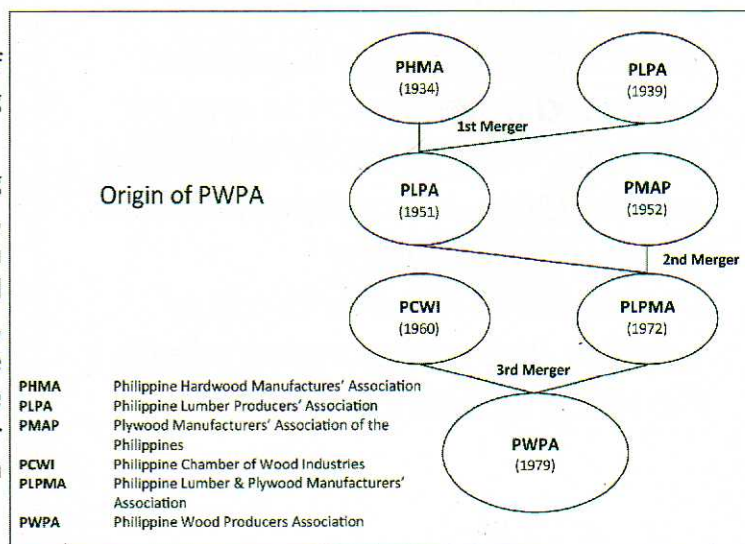 PHMA
(1934)
PLPA
(1939)
1st Merger
Origin of PWPA
PLPA
(1951)
PMAP
(1952)
2nd Merger
PCWI
(1960)
PLPMA
(1972)
3rd Merger
PWPA
(1979)
PHMA Philippine Hardwood Manufactures' Association
PLPA Philippine Lumber Producers' Association
PMAP Plywood Manufacturers' Association of the
Philippines
PCWI Philippine Chamber of Wood Industries
PLPMA Philippine Lumber & Plywood Manufacturers'
Association
PWPA Philippine Wood Producers Association